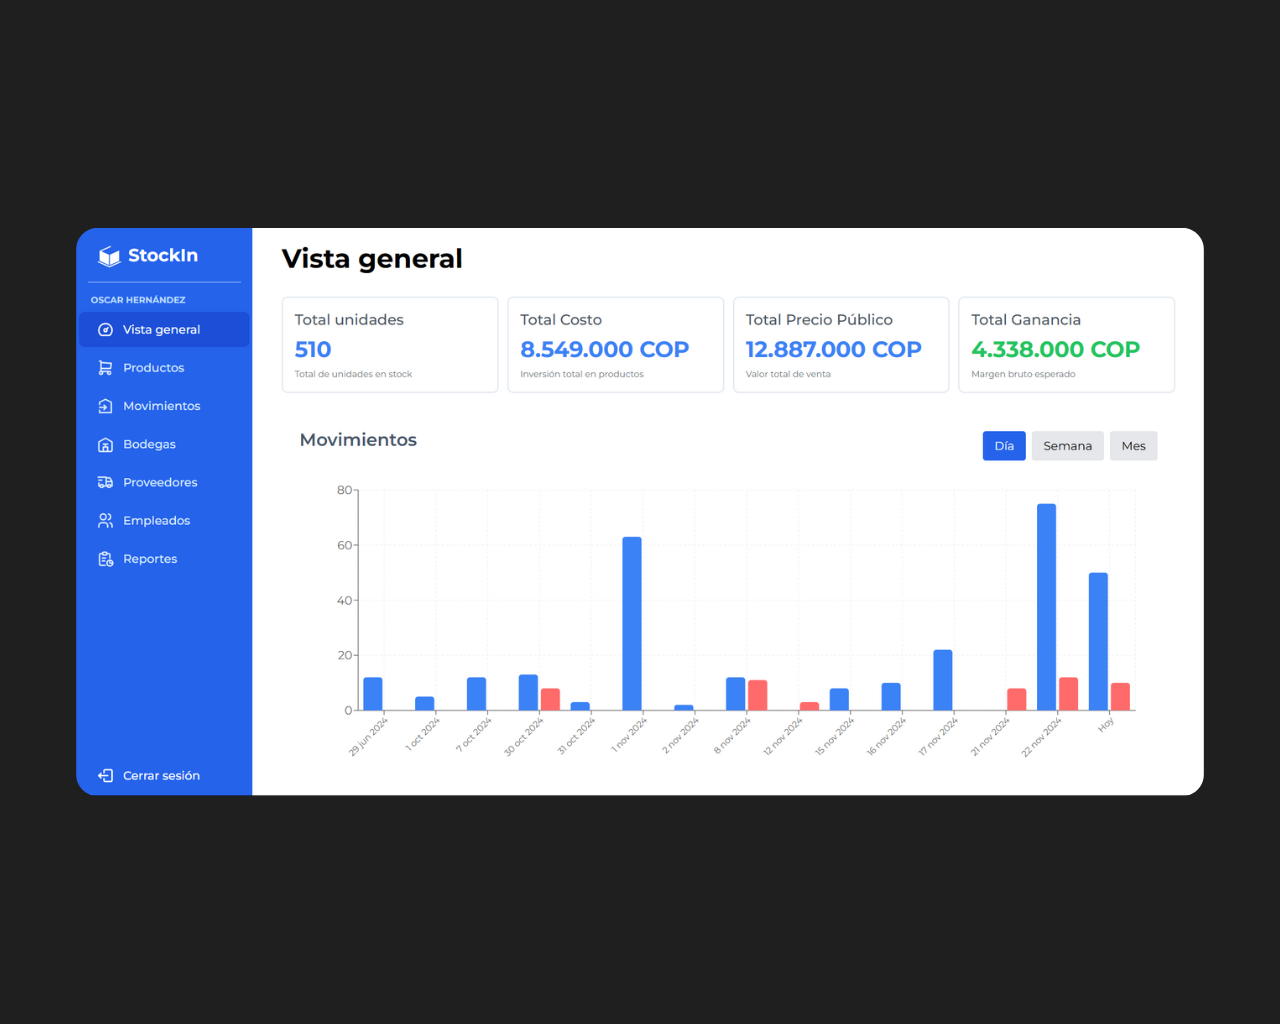 StockIn
OSCAR HERNÁNDEZ
Vista general
Productos
Movimientos
Bodegas
Proveedores
Empleados
Reportes
Cerrar sesión
Vista general
Total unidades
510
Total de unidades en stock
Total Costo
8.549.000 COP
Inversión total en productos
Total Precio Público
12.887.000 COP
Valor total de venta
Total Ganancia
4.338.000 COP
Margen bruto esperado
Movimientos
Día
Semana
Mes
80
60
40
20
0
29 jun 2024
1 oct 2024
7 oct 2024
30 oct 2024
31 oct 2024
1 nov 2024
2 nov 2024
8 nov 2024
12 nov 2024
15 nov 2024
16 nov 2024
17 nov 2024
21 nov 2024
22 nov 2024
Hoy